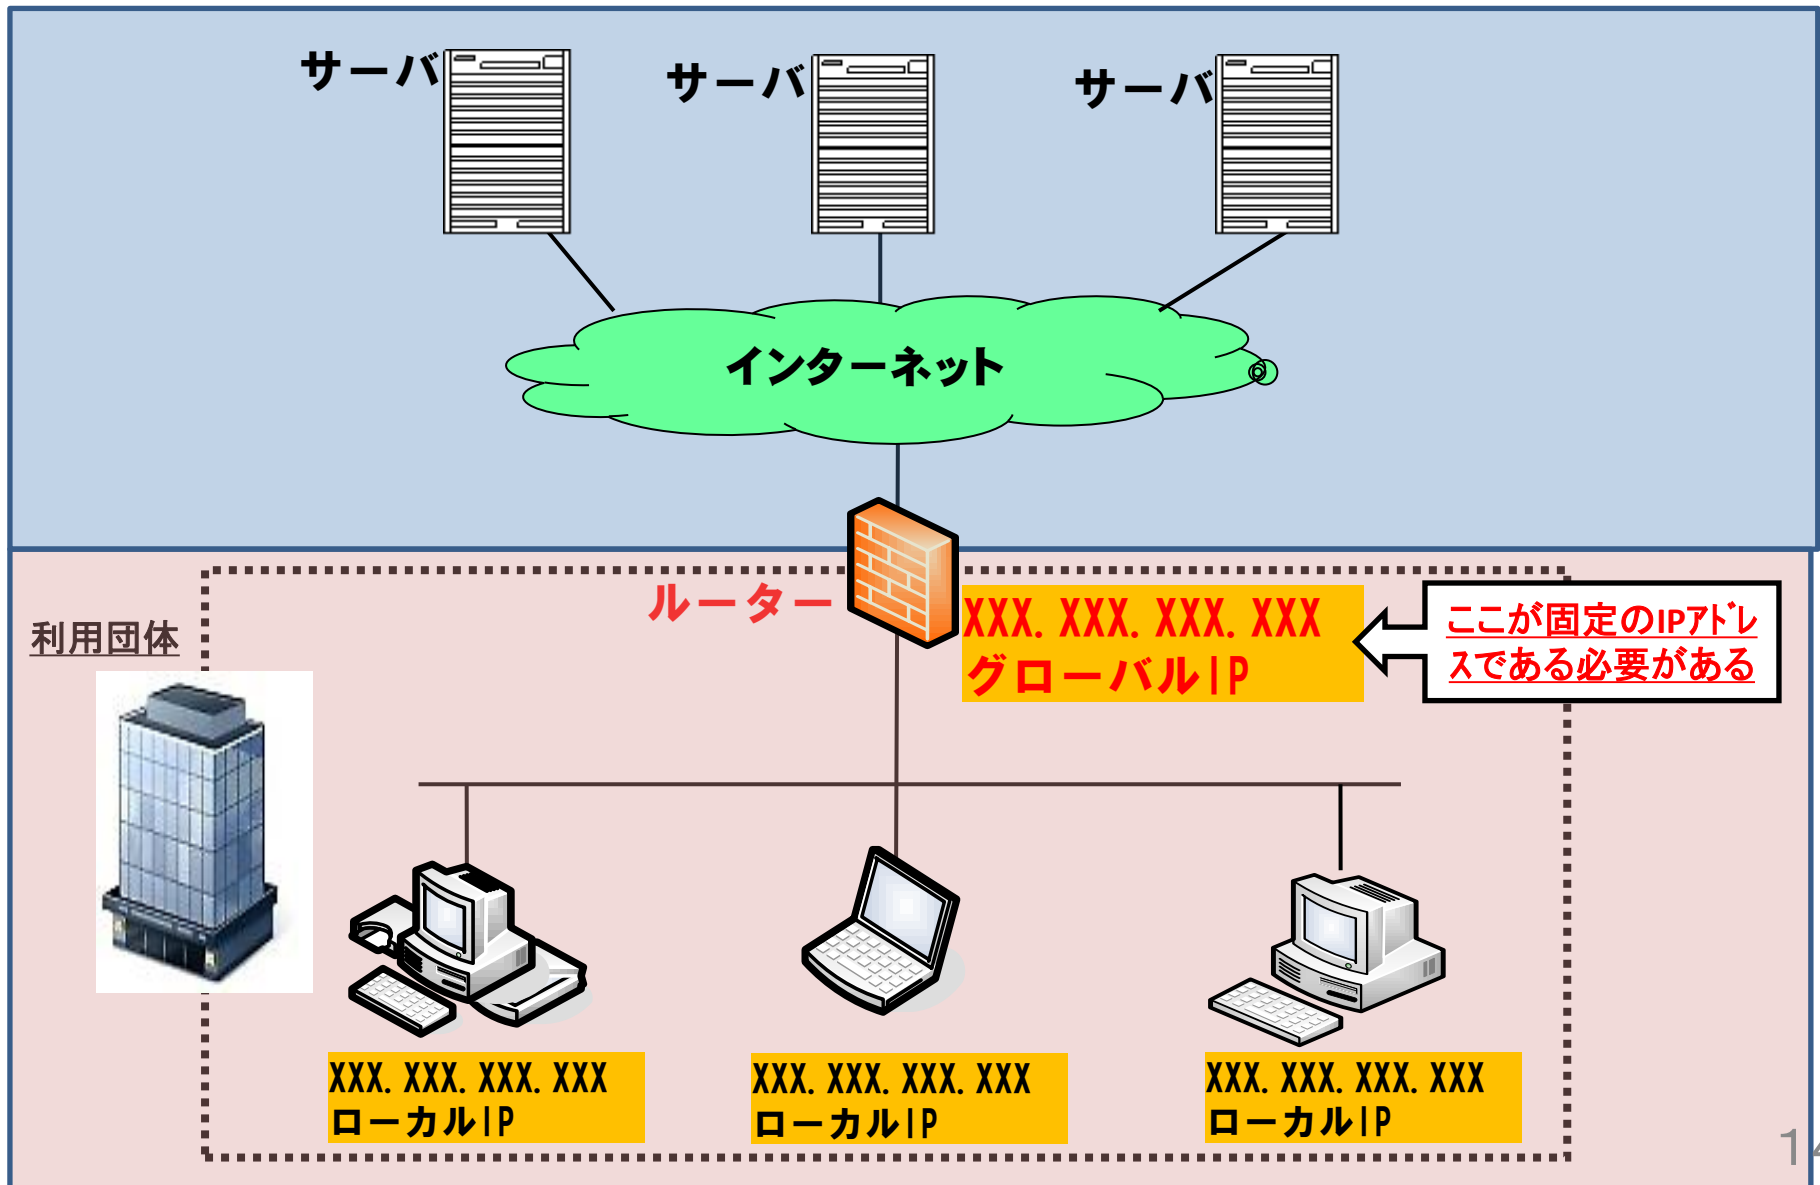 サーバ
サーバ
サーバ
インターネット
ルーター
XXX. XXX. XXX. XXX
グローバルIP
ここが固定のIPアドレ
スである必要がある
利用団体
XXX. XXX. XXX. XXX
ローカルIP
XXX. XXX. XXX. XXX
ローカルIP
XXX. XXX. XXX. XXX
ローカルIP
14